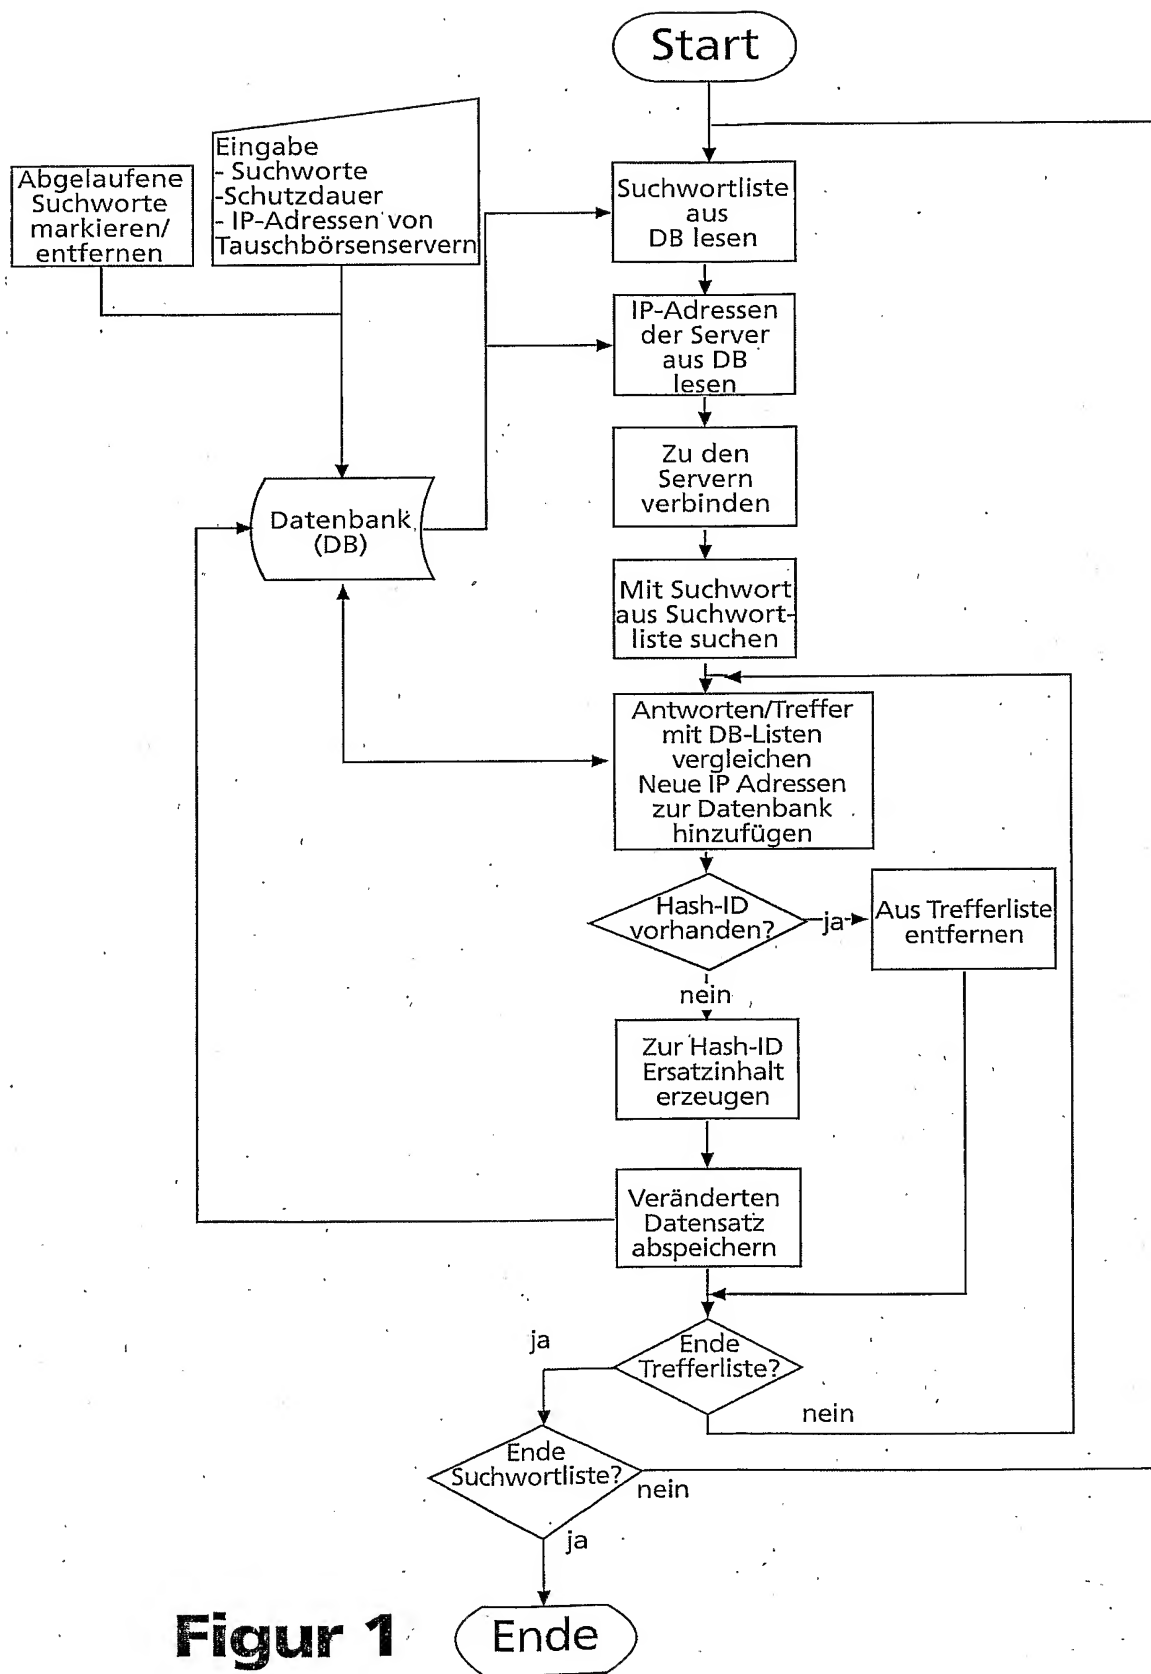 Start
Eingabe
- Suchworte
-Schutzdauer
- IP-Adressen von
Tauschbörsenservern
Abgelaufene
Suchworte
markieren/
entfernen
Suchwortliste
aus
DB lesen
IP-Adressen
der Server
aus DB
lesen
Zu den
Servern
verbinden
Datenbank
(DB)
Mit Suchwort
aus Suchwort-
liste suchen
Antworten/Treffer
mit DB-Listen
vergleichen
Neue IP Adressen
zur Datenbank
hinzufügen
Hash-ID
vorhanden?
ja
Aus Trefferliste
entfernen
nein
Zur Hash-ID
Ersatzinhalt
erzeugen
Veränderten
Datensatz
abspeichern
Ende
Trefferliste?
ja
nein
Ende
Suchwortliste?
nein
ja
Ende
Figur 1